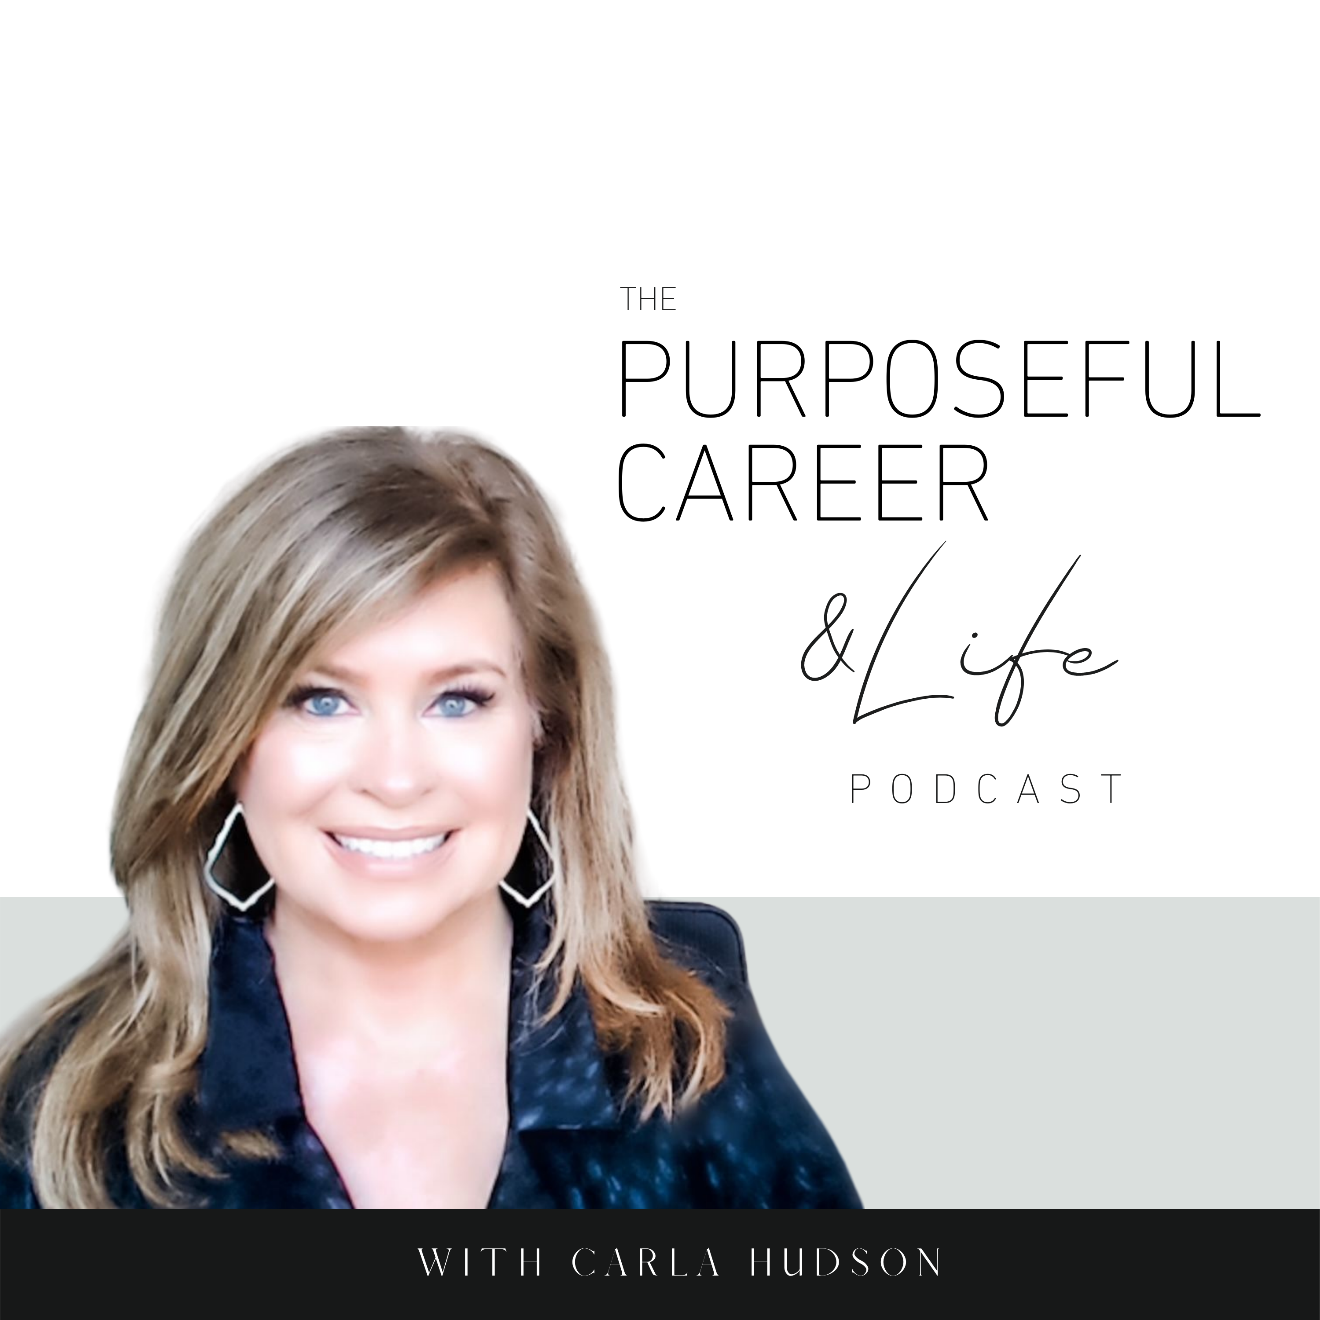 THE
PURPOSEFUL
CAREER
& Life
PODCAST
WITH CARLA HUDSON